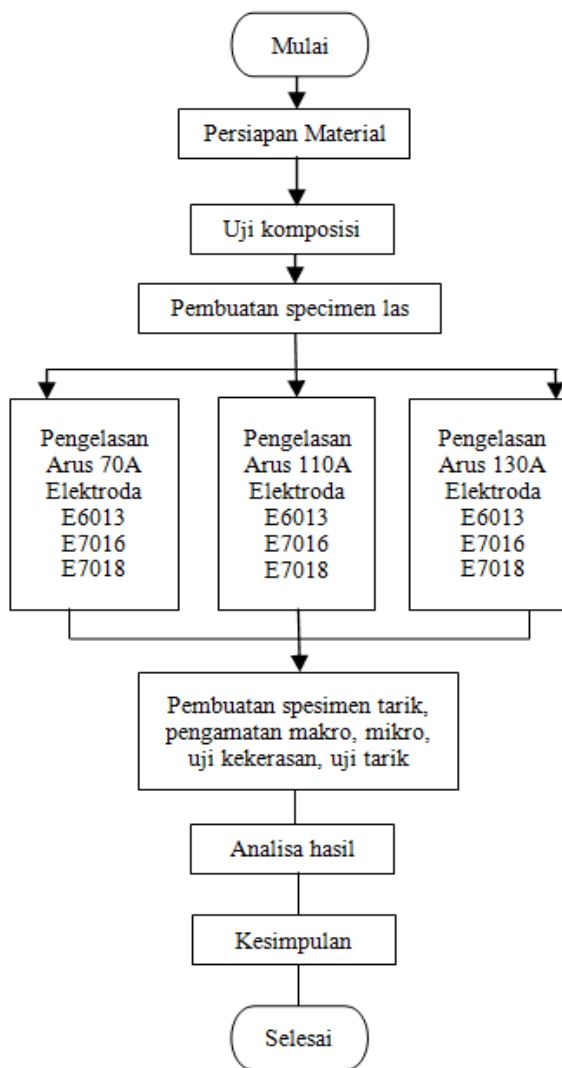 Mulai
Persiapan Material
Uji komposisi
Pembuatan specimen las
Pengelasan
Arus 70A
Elektroda
E6013
E7016
E7018
Pengelasan
Arus 110A
Elektroda
E6013
E7016
E7018
Pengelasan
Arus 130A
Elektroda
E6013
E7016
E7018
Pembuatan spesimen tarik,
pengamatan makro, mikro,
uji kekerasan, uji tarik
Analisa hasil
Kesimpulan
Selesai